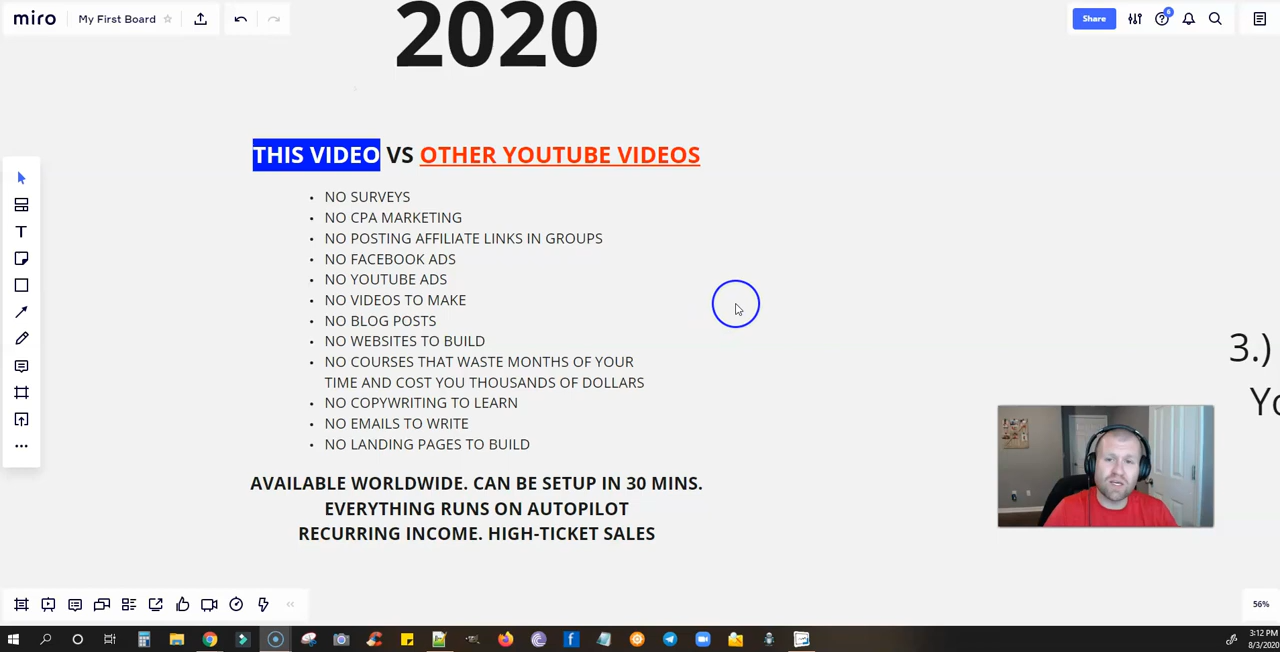 miro My First Board
Share
6
2020
THIS VIDEO VS OTHER YOUTUBE VIDEOS
• NO SURVEYS
• NO CPA MARKETING
• NO POSTING AFFILIATE LINKS IN GROUPS
• NO FACEBOOK ADS
• NO YOUTUBE ADS
• NO VIDEOS TO MAKE
• NO BLOG POSTS
• NO WEBSITES TO BUILD
• NO COURSES THAT WASTE MONTHS OF YOUR
TIME AND COST YOU THOUSANDS OF DOLLARS
• NO COPYWRITING TO LEARN
• NO EMAILS TO WRITE
• NO LANDING PAGES TO BUILD
AVAILABLE WORLDWIDE. CAN BE SETUP IN 30 MINS.
EVERYTHING RUNS ON AUTOPILOT
RECURRING INCOME. HIGH-TICKET SALES
3.)
56%
3:12 PM
8/3/2020